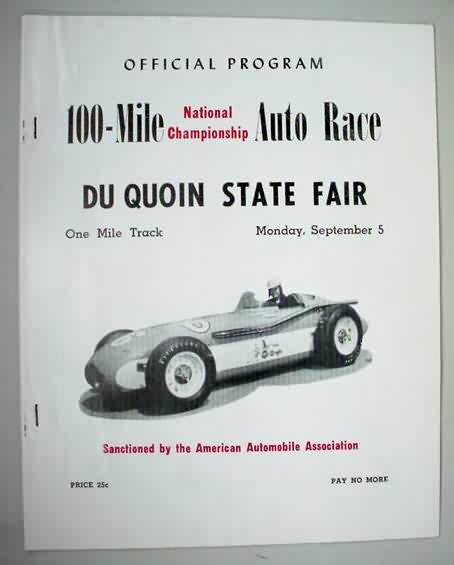 OFFICIAL PROGRAM
100-Mile National Championship Auto Race
DU QUOIN STATE FAIR
One Mile Track Monday, September 5
Firestone
Sanctioned by the American Automobile Association
PRICE 25c PAY NO MORE